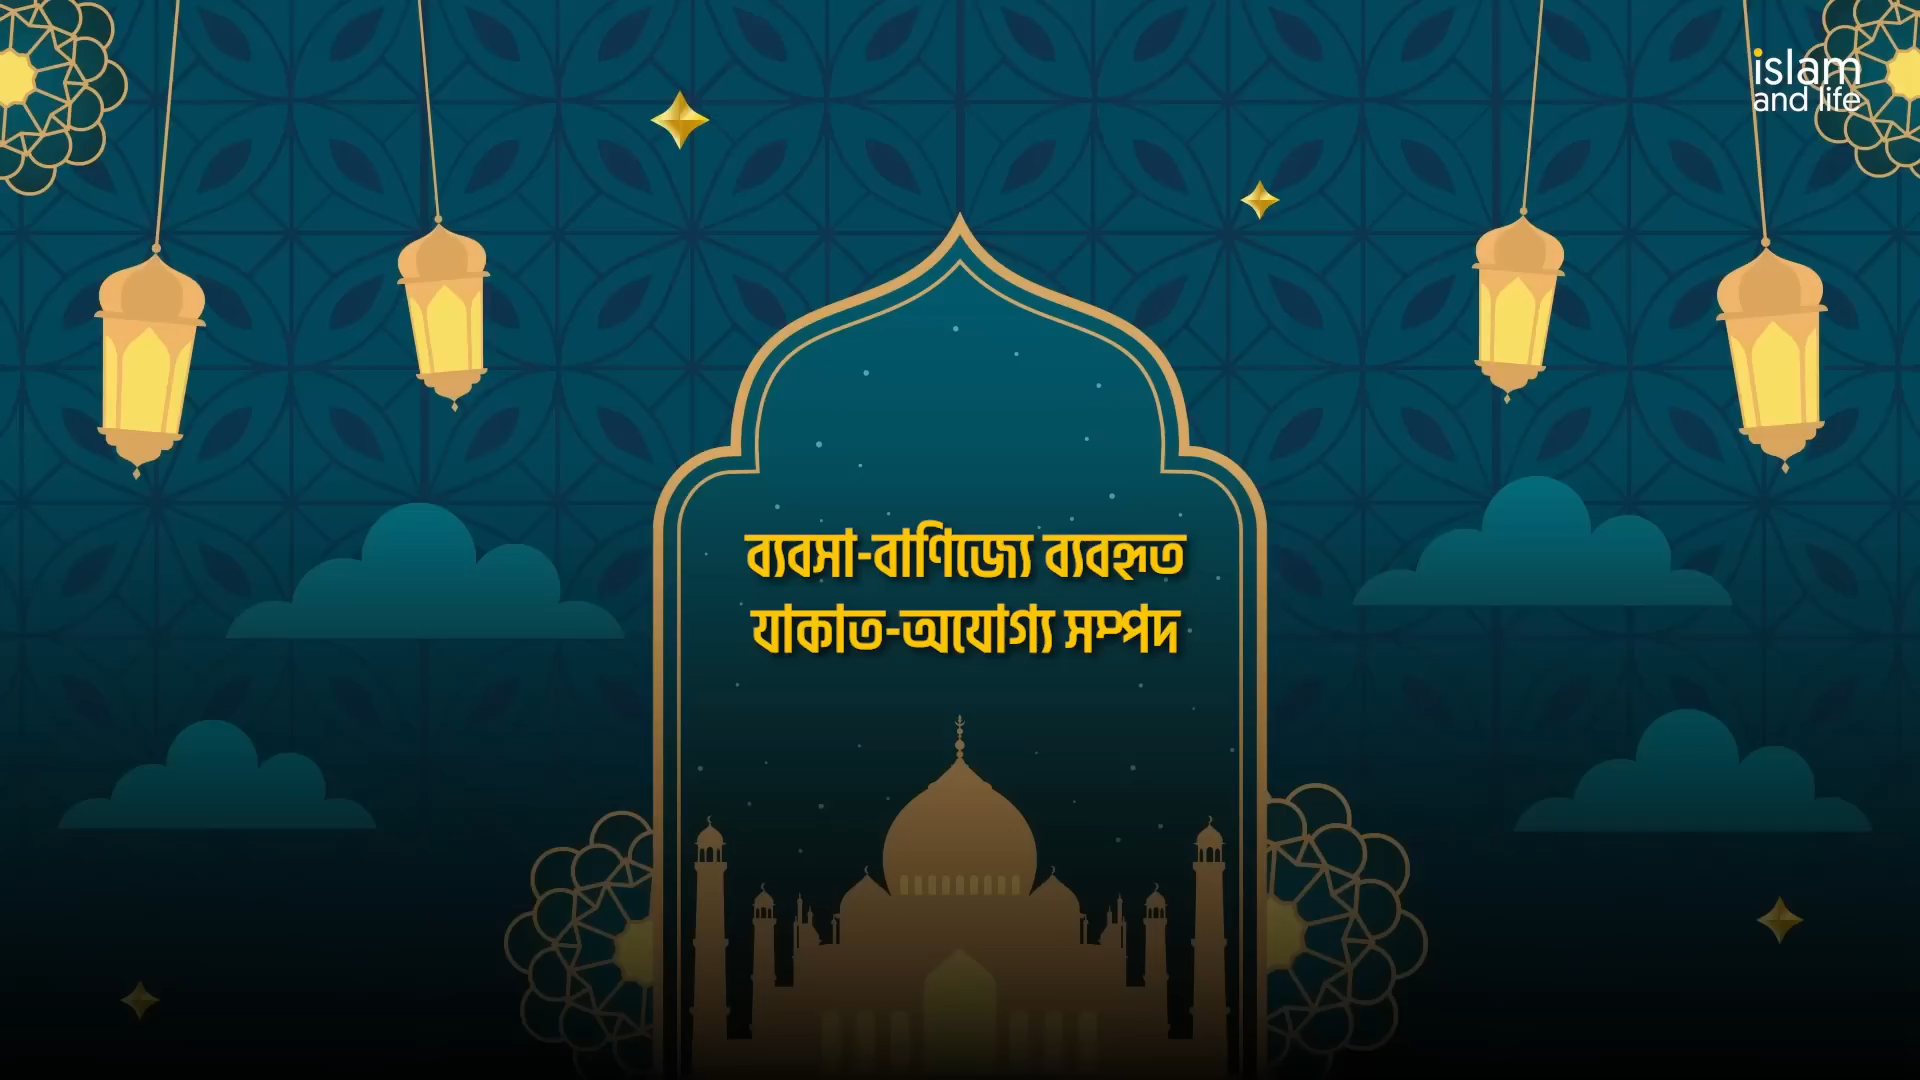 islam
and life
ব্যবসা-বাণিজ্যে ব্যবহৃত
যাকাত-অযোগ্য সম্পদ